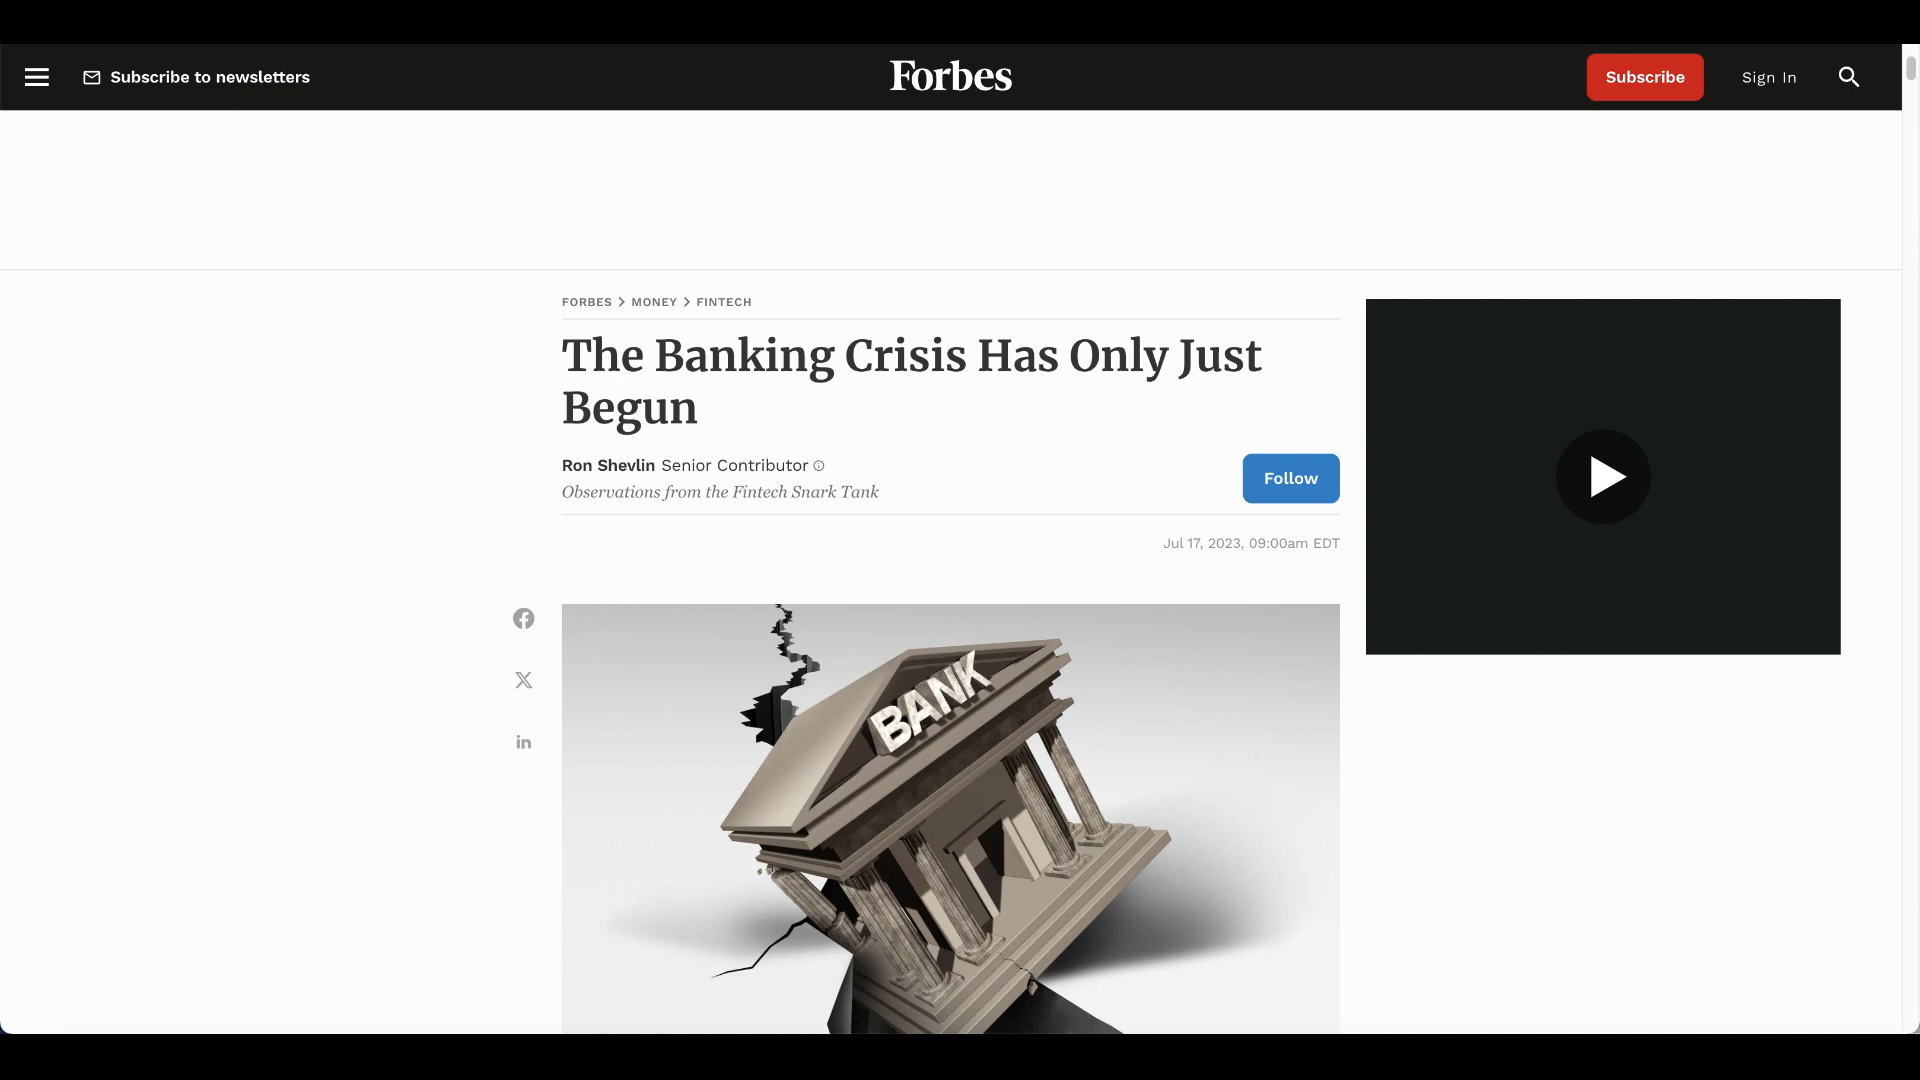 Subscribe to newsletters
Forbes
Subscribe
Sign In
FORBES > MONEY > FINTECH
The Banking Crisis Has Only Just
Begun
Ron Shevlin Senior Contributor
Observations from the Fintech Snark Tank
Follow
Jul 17, 2023, 09:00am EDT
BANK